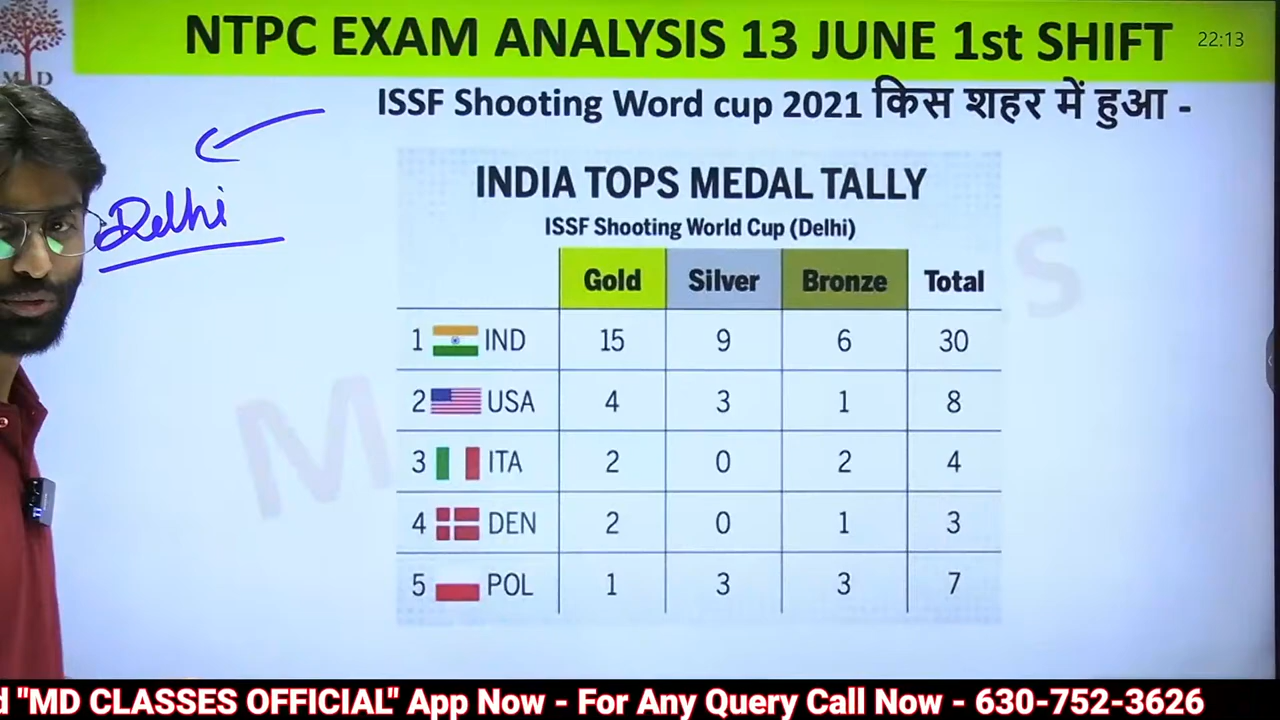 NTPC EXAM ANALYSIS 13 JUNE 1st SHIFT
22:13
ISSF Shooting Word cup 2021 किस शहर में हुआ -
Delhi
INDIA TOPS MEDAL TALLY
ISSF Shooting World Cup (Delhi)
Gold Silver Bronze Total
1 IND 15 9 6 30
2 USA 4 3 1 8
3 ITA 2 0 2 4
4 DEN 2 0 1 3
5 POL 1 3 3 7
"MD CLASSES OFFICIAL" App Now - For Any Query Call Now - 630-752-3626